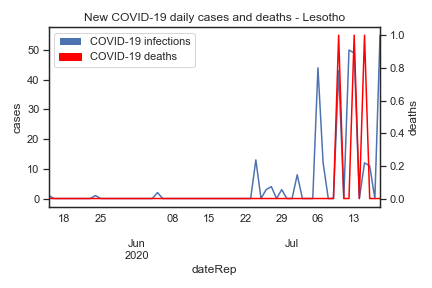 New COVID-19 daily cases and deaths - Lesotho
COVID-19 infections
COVID-19 deaths
cases
50
40
30
20
10
0
deaths
1.0
0.8
0.6
0.4
0.2
0.0
18 25 08 15 22 29 06 13
Jun Jul
2020
dateRep